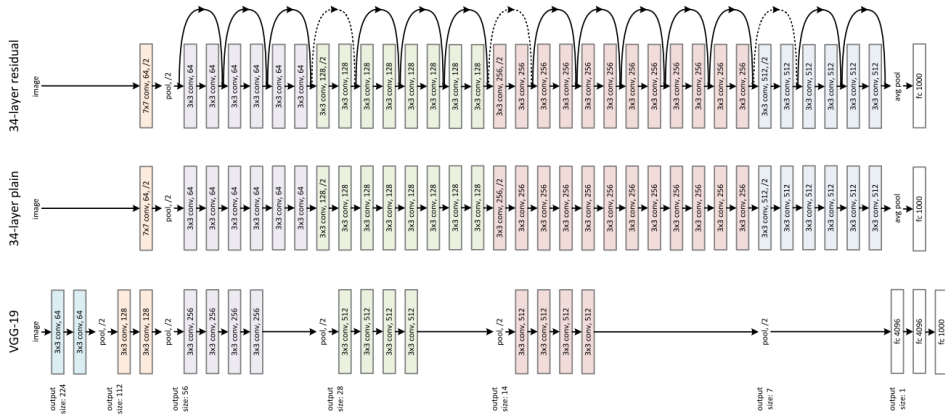 output
size: 224
output
size: 112
output
size: 56
output
size: 28
output
size: 14
output
size: 7
output
size: 1
VGG-19
image
3x3 conv, 64
3x3 conv, 64
pool, /2
3x3 conv, 128
3x3 conv, 128
pool, /2
3x3 conv, 256
3x3 conv, 256
3x3 conv, 256
3x3 conv, 256
pool, /2
3x3 conv, 512
3x3 conv, 512
3x3 conv, 512
3x3 conv, 512
pool, /2
3x3 conv, 512
3x3 conv, 512
3x3 conv, 512
3x3 conv, 512
pool, /2
fc 4096
fc 4096
fc 1000
34-layer plain
image
7x7 conv, 64, /2
pool, /2
3x3 conv, 64
3x3 conv, 64
3x3 conv, 64
3x3 conv, 64
3x3 conv, 64
3x3 conv, 64
3x3 conv, 128, /2
3x3 conv, 128
3x3 conv, 128
3x3 conv, 128
3x3 conv, 128
3x3 conv, 128
3x3 conv, 128
3x3 conv, 128
3x3 conv, 256, /2
3x3 conv, 256
3x3 conv, 256
3x3 conv, 256
3x3 conv, 256
3x3 conv, 256
3x3 conv, 256
3x3 conv, 256
3x3 conv, 256
3x3 conv, 256
3x3 conv, 256
3x3 conv, 256
3x3 conv, 512, /2
3x3 conv, 512
3x3 conv, 512
3x3 conv, 512
3x3 conv, 512
3x3 conv, 512
avg pool
fc 1000
34-layer residual
image
7x7 conv, 64, /2
pool, /2
3x3 conv, 64
3x3 conv, 64
3x3 conv, 64
3x3 conv, 64
3x3 conv, 64
3x3 conv, 64
3x3 conv, 128, /2
3x3 conv, 128
3x3 conv, 128
3x3 conv, 128
3x3 conv, 128
3x3 conv, 128
3x3 conv, 128
3x3 conv, 128
3x3 conv, 256, /2
3x3 conv, 256
3x3 conv, 256
3x3 conv, 256
3x3 conv, 256
3x3 conv, 256
3x3 conv, 256
3x3 conv, 256
3x3 conv, 256
3x3 conv, 256
3x3 conv, 256
3x3 conv, 256
3x3 conv, 512, /2
3x3 conv, 512
3x3 conv, 512
3x3 conv, 512
3x3 conv, 512
3x3 conv, 512
avg pool
fc 1000